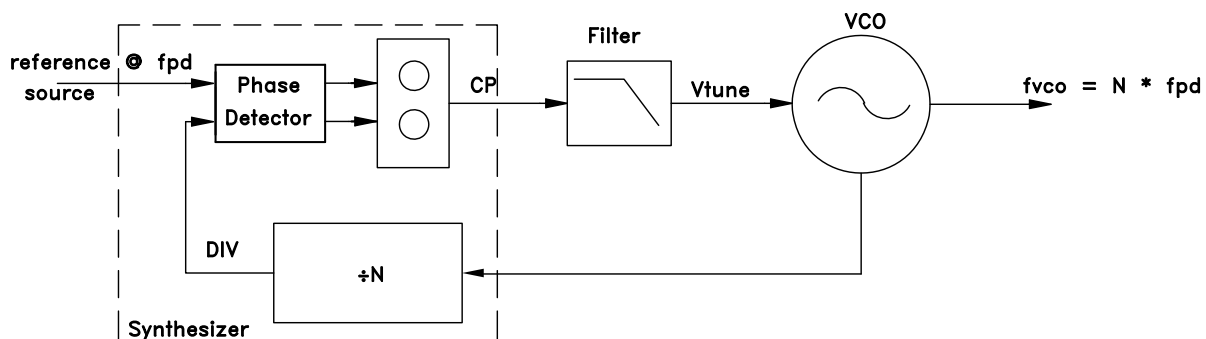 VCO
Filter
reference @ fpd
source
Phase
Detector
CP
Vtune
fvco = N * fpd
DIV
÷N
Synthesizer